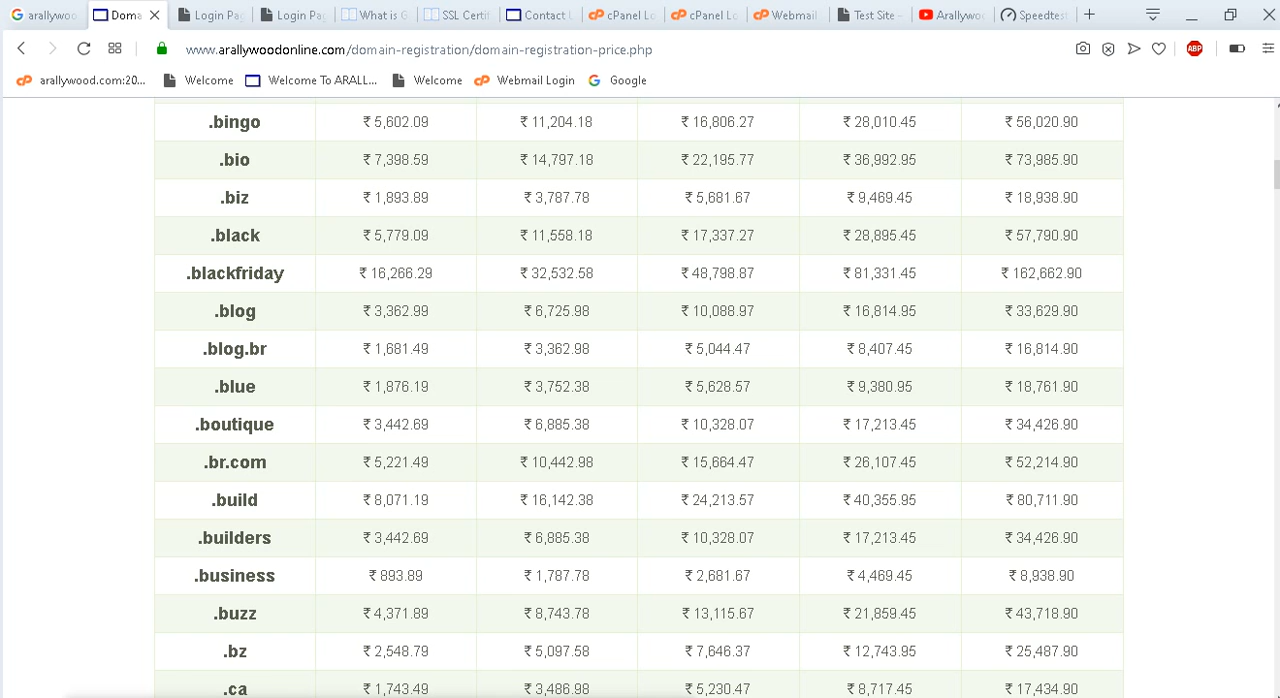 arallywoo
Doma
Login Pa
Login Pa
What is G
SSL Certif
Contact
cPanel Lo
cPanel Lo
Webmail
Test Site -
Arallywo
Speedtes
www.arallywoodonline.com/domain-registration/domain-registration-price.php
ABP
arallywood.com:20...
Welcome
Welcome To ARALL...
Welcome
Webmail Login
Google
.bingo ₹ 5,602.09 ₹ 11,204.18 ₹ 16,806.27 ₹ 28,010.45 ₹ 56,020.90
.bio ₹ 7,398.59 ₹ 14,797.18 ₹ 22,195.77 ₹ 36,992.95 ₹ 73,985.90
.biz ₹ 1,893.89 ₹ 3,787.78 ₹ 5,681.67 ₹ 9,469.45 ₹ 18,938.90
.black ₹ 5,779.09 ₹ 11,558.18 ₹ 17,337.27 ₹ 28,895.45 ₹ 57,790.90
.blackfriday ₹ 16,266.29 ₹ 32,532.58 ₹ 48,798.87 ₹ 81,331.45 ₹ 162,662.90
.blog ₹ 3,362.99 ₹ 6,725.98 ₹ 10,088.97 ₹ 16,814.95 ₹ 33,629.90
.blog.br ₹ 1,681.49 ₹ 3,362.98 ₹ 5,044.47 ₹ 8,407.45 ₹ 16,814.90
.blue ₹ 1,876.19 ₹ 3,752.38 ₹ 5,628.57 ₹ 9,380.95 ₹ 18,761.90
.boutique ₹ 3,442.69 ₹ 6,885.38 ₹ 10,328.07 ₹ 17,213.45 ₹ 34,426.90
.br.com ₹ 5,221.49 ₹ 10,442.98 ₹ 15,664.47 ₹ 26,107.45 ₹ 52,214.90
.build ₹ 8,071.19 ₹ 16,142.38 ₹ 24,213.57 ₹ 40,355.95 ₹ 80,711.90
.builders ₹ 3,442.69 ₹ 6,885.38 ₹ 10,328.07 ₹ 17,213.45 ₹ 34,426.90
.business ₹ 893.89 ₹ 1,787.78 ₹ 2,681.67 ₹ 4,469.45 ₹ 8,938.90
.buzz ₹ 4,371.89 ₹ 8,743.78 ₹ 13,115.67 ₹ 21,859.45 ₹ 43,718.90
.bz ₹ 2,548.79 ₹ 5,097.58 ₹ 7,646.37 ₹ 12,743.95 ₹ 25,487.90
.ca ₹ 1,743.49 ₹ 3,486.98 ₹ 5,230.47 ₹ 8,717.45 ₹ 17,434.90